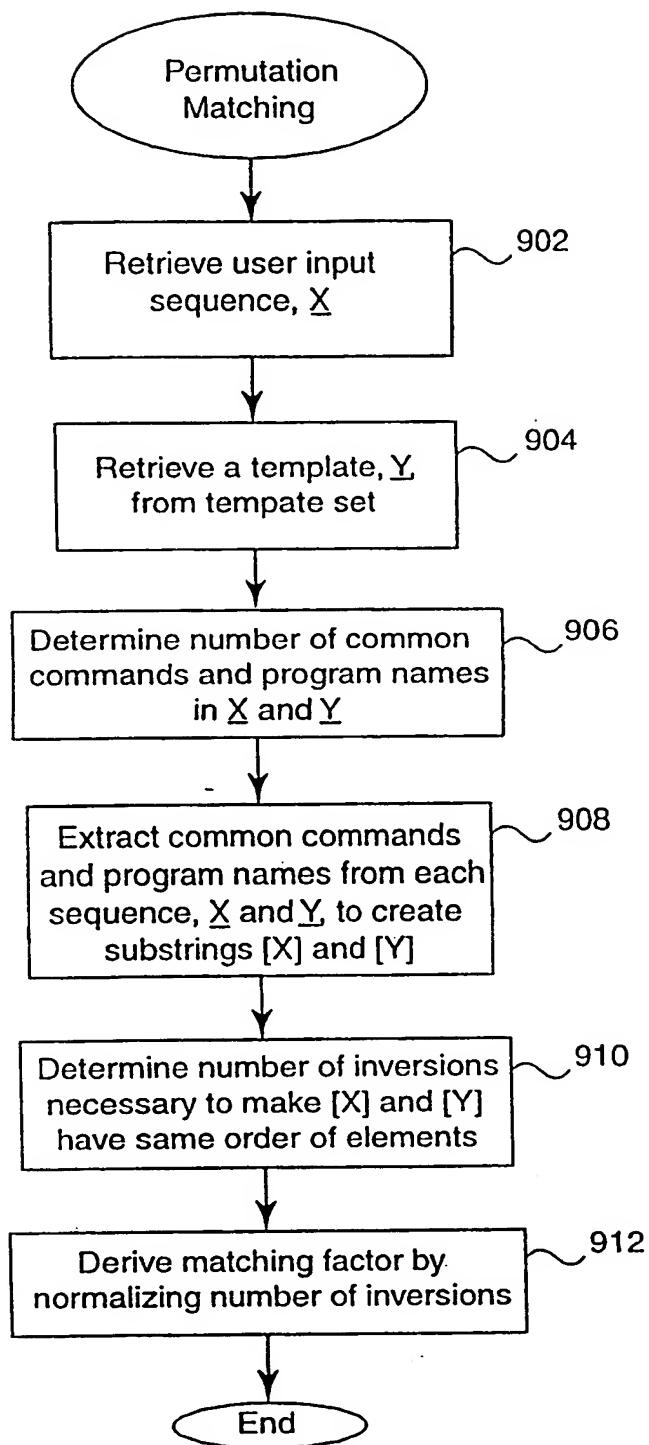 Permutation
Matching
902
Retrieve user input
sequence, X
904
Retrieve a template, Y,
from tempate set
906
Determine number of common
commands and program names
in X and Y
908
Extract common commands
and program names from each
sequence, X and Y, to create
substrings [X] and [Y]
910
Determine number of inversions
necessary to make [X] and [Y]
have same order of elements
912
Derive matching factor by
normalizing number of inversions
End